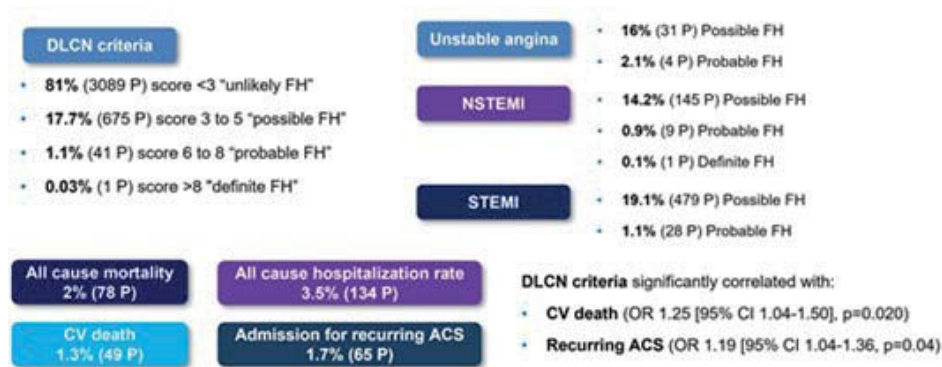 DLCN criteria
• 81% (3089 P) score <3 "unlikely FH"
• 17.7% (675 P) score 3 to 5 "possible FH"
• 1.1% (41 P) score 6 to 8 "probable FH"
• 0.03% (1 P) score >8 "definite FH"
Unstable angina
• 16% (31 P) Possible FH
• 2.1% (4 P) Probable FH
NSTEMI
• 14.2% (145 P) Possible FH
• 0.9% (9 P) Probable FH
• 0.1% (1 P) Definite FH
STEMI
• 19.1% (479 P) Possible FH
• 1.1% (28 P) Probable FH
All cause mortality
2% (78 P)
All cause hospitalization rate
3.5% (134 P)
CV death
1.3% (49 P)
Admission for recurring ACS
1.7% (65 P)
DLCN criteria significantly correlated with:
• CV death (OR 1.25 [95% CI 1.04-1.50], p=0.020)
• Recurring ACS (OR 1.19 [95% CI 1.04-1.36, p=0.04)